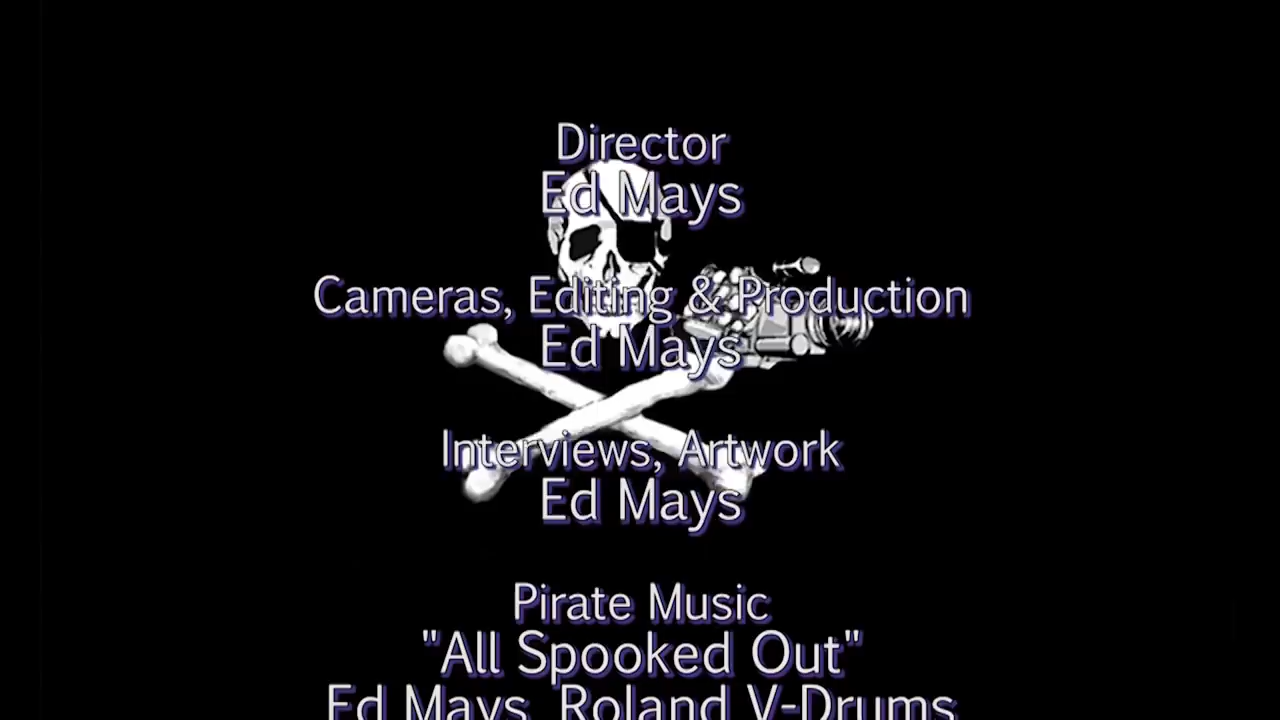 Director
Ed Mays
Cameras, Editing & Production
Ed Mays
Interviews, Artwork
Ed Mays
Pirate Music
"All Spooked Out"
Ed Mays, Roland V-Drums